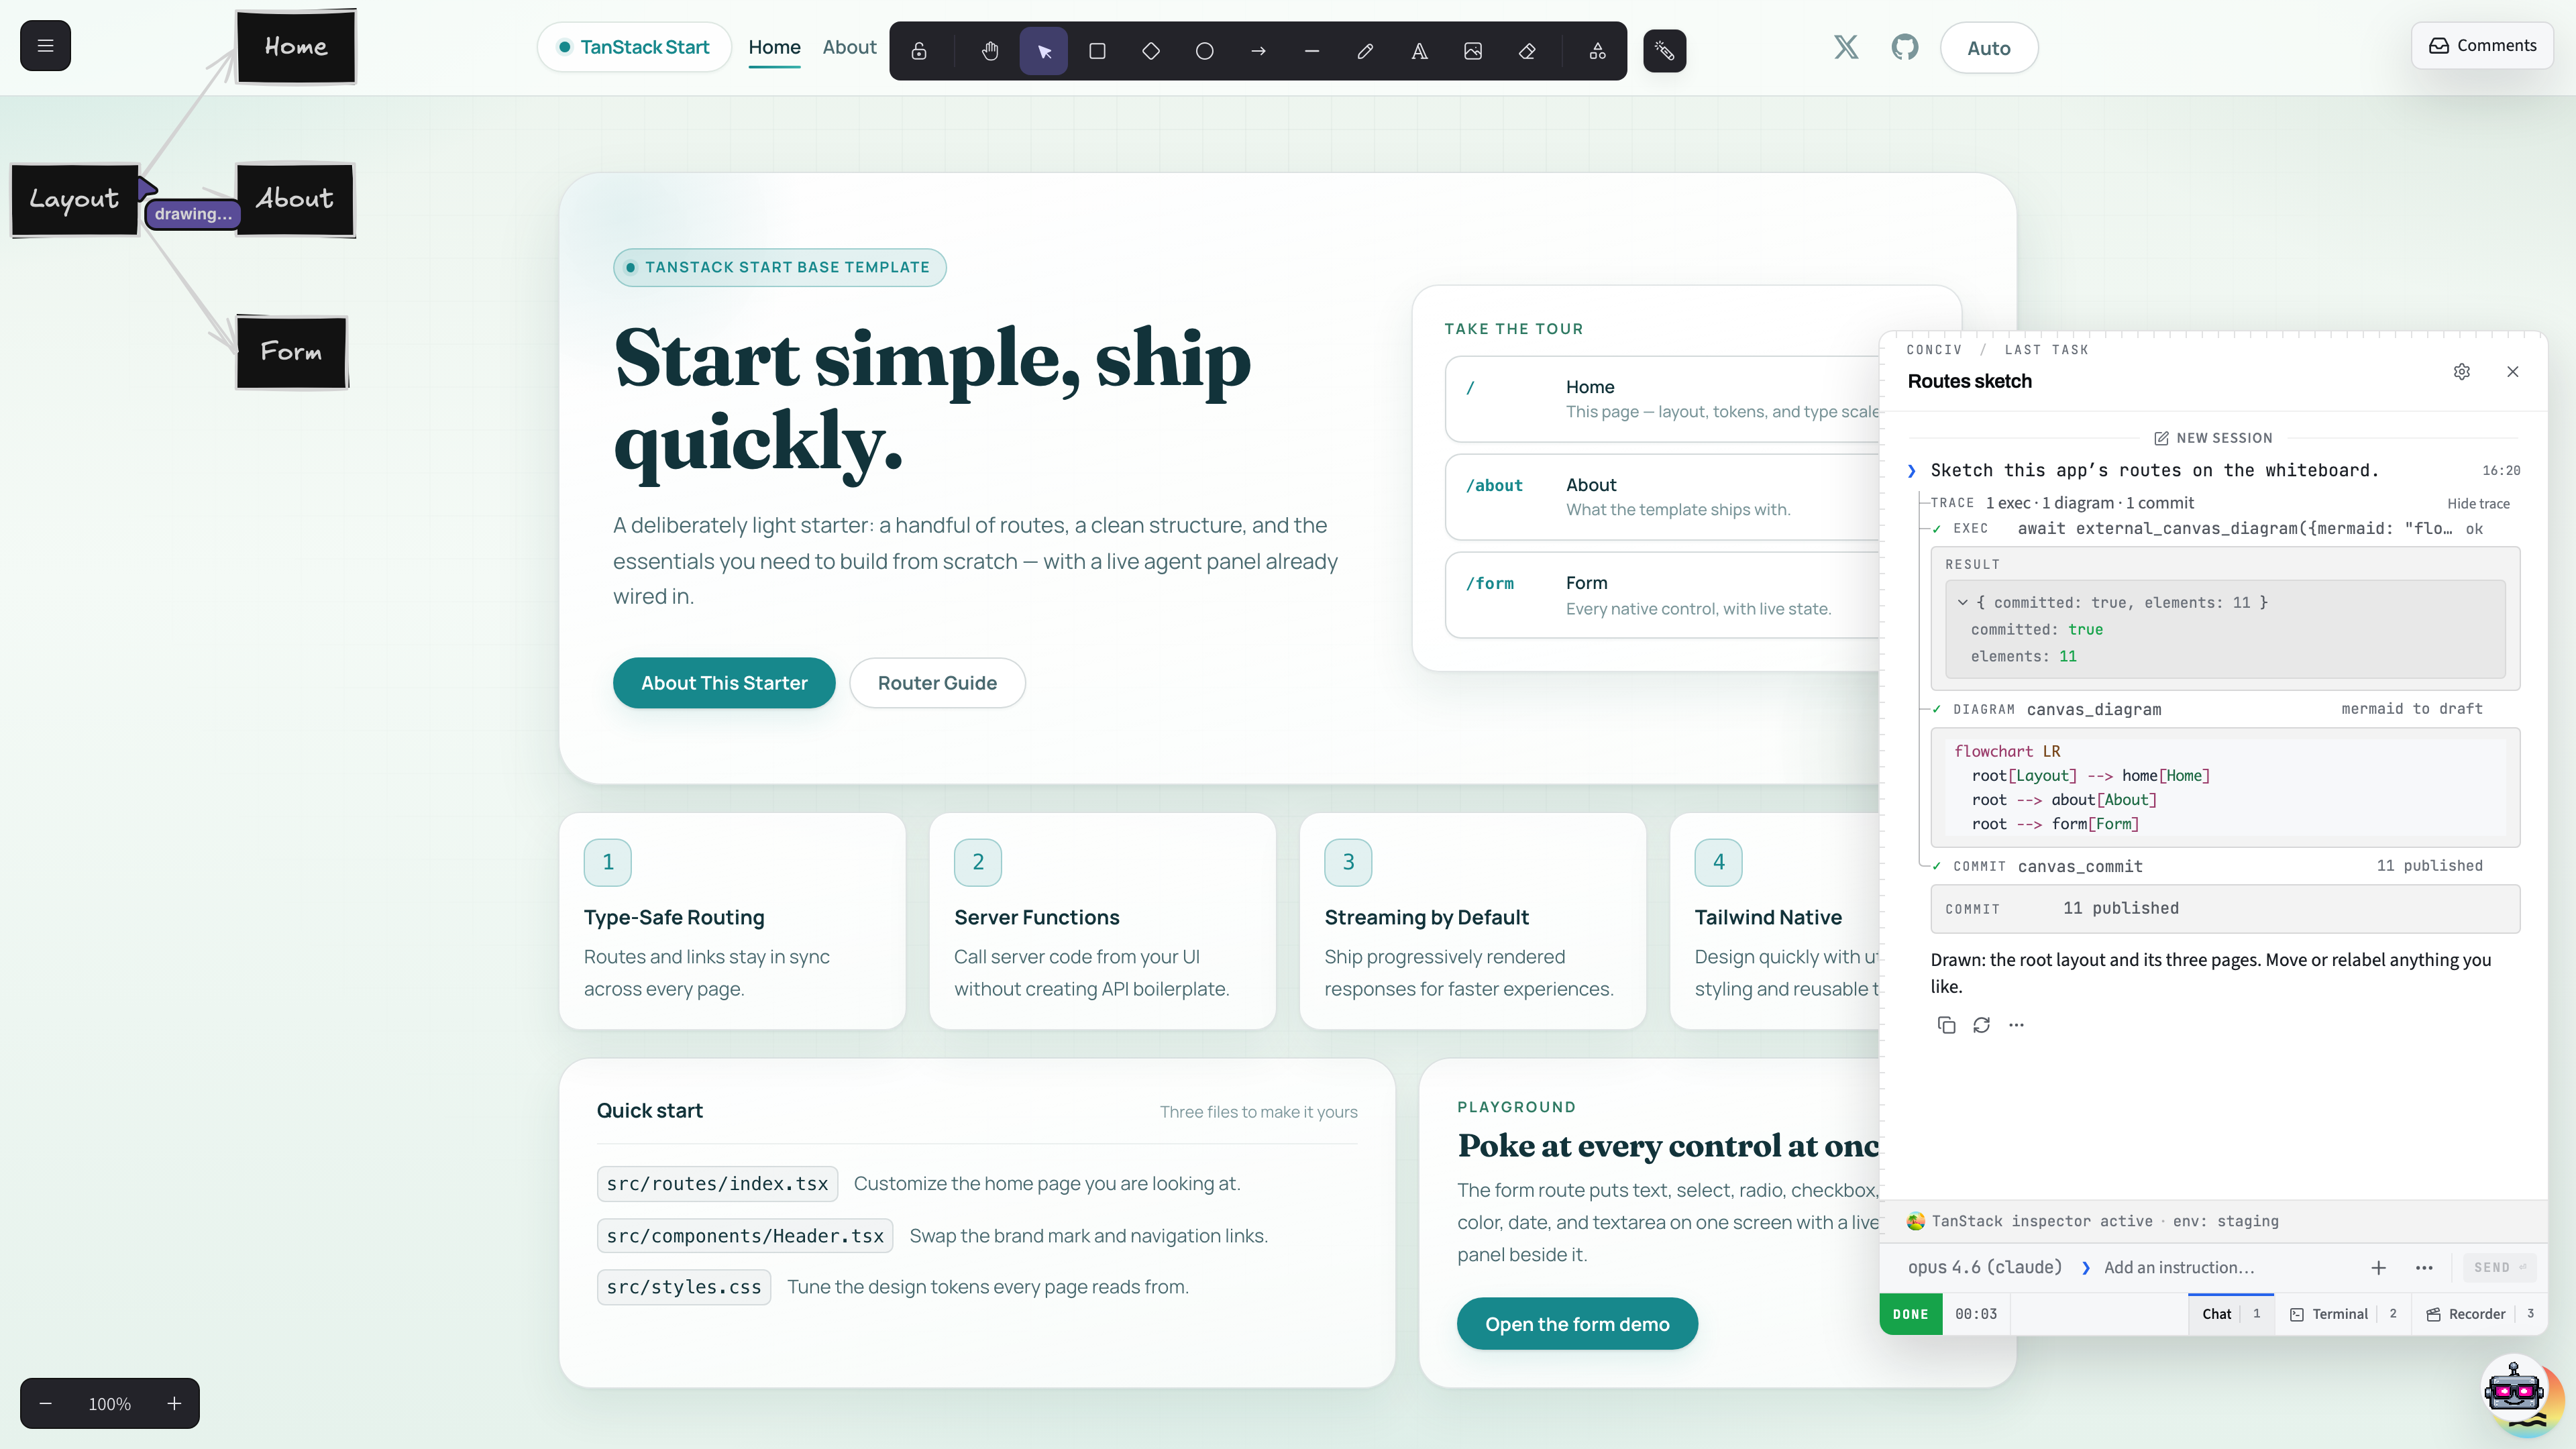 Home
Layout
drawing...
About
Form
TanStack Start
Home
About
Auto
Comments
TANSTACK START BASE TEMPLATE
Start simple, ship
quickly.
A deliberately light starter: a handful of routes, a clean structure, and the
essentials you need to build from scratch — with a live agent panel already
wired in.
About This Starter
Router Guide
TAKE THE TOUR
/ Home
This page — layout, tokens, and type scale
/about About
What the template ships with.
/form Form
Every native control, with live state.
1
Type-Safe Routing
Routes and links stay in sync
across every page.
2
Server Functions
Call server code from your UI
without creating API boilerplate.
3
Streaming by Default
Ship progressively rendered
responses for faster experiences.
4
Tailwind Native
Design quickly with
styling and reusable
Quick start
Three files to make it yours
src/routes/index.tsx Customize the home page you are looking at.
src/components/Header.tsx Swap the brand mark and navigation links.
src/styles.css Tune the design tokens every page reads from.
PLAYGROUND
Poke at every control at onc
The form route puts text, select, radio, checkbox,
color, date, and textarea on one screen with a live
panel beside it.
Open the form demo
CONCIV / LAST TASK
Routes sketch
NEW SESSION
❯ Sketch this app’s routes on the whiteboard. 16:20
TRACE 1 exec · 1 diagram · 1 commit Hide trace
✓ EXEC await external_canvas_diagram({mermaid: "flo… ok
RESULT
{ committed: true, elements: 11 }
committed: true
elements: 11
✓ DIAGRAM canvas_diagram mermaid to draft
flowchart LR
root[Layout] --> home[Home]
root --> about[About]
root --> form[Form]
✓ COMMIT canvas_commit 11 published
COMMIT 11 published
Drawn: the root layout and its three pages. Move or relabel anything you
like.
TanStack inspector active · env: staging
opus 4.6 (claude) ❯ Add an instruction… SEND ⏎
DONE 00:03 Chat 1 Terminal 2 Recorder 3
100%